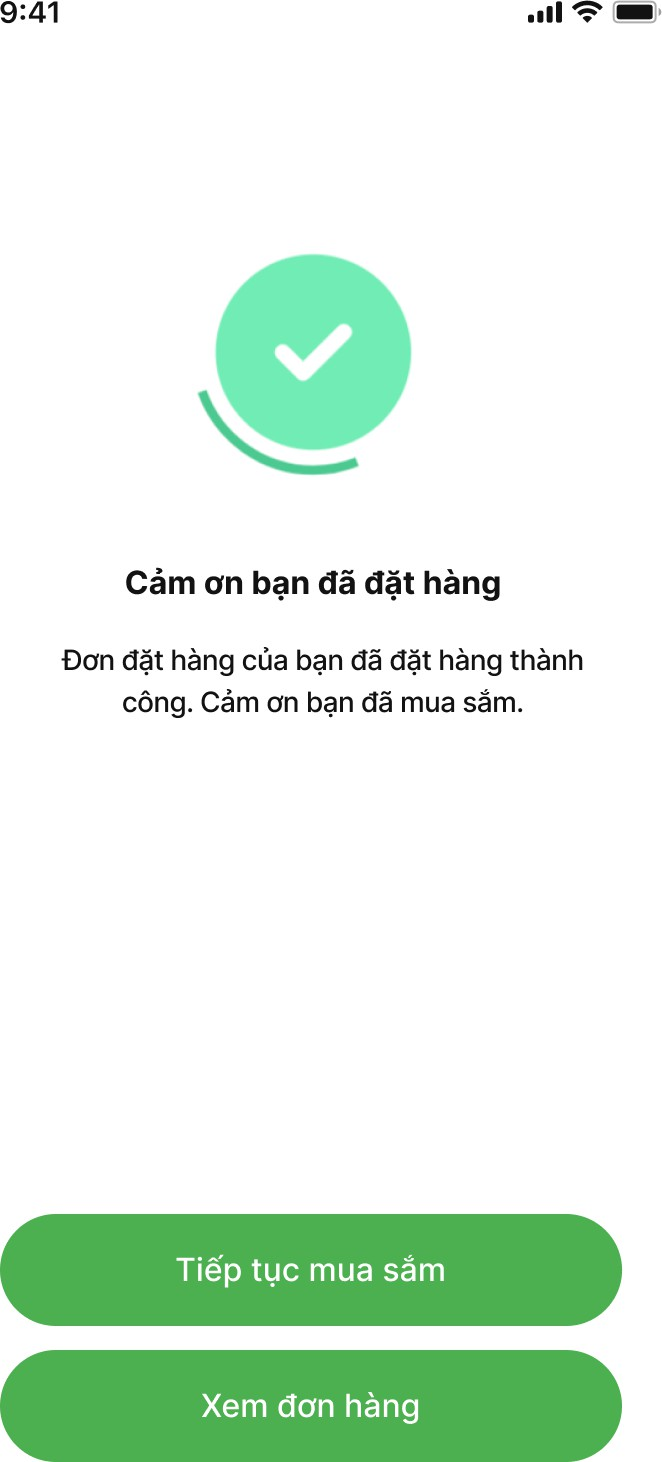 9:41
Cảm ơn bạn đã đặt hàng
Đơn đặt hàng của bạn đã đặt hàng thành
công. Cảm ơn bạn đã mua sắm.
Tiếp tục mua sắm
Xem đơn hàng